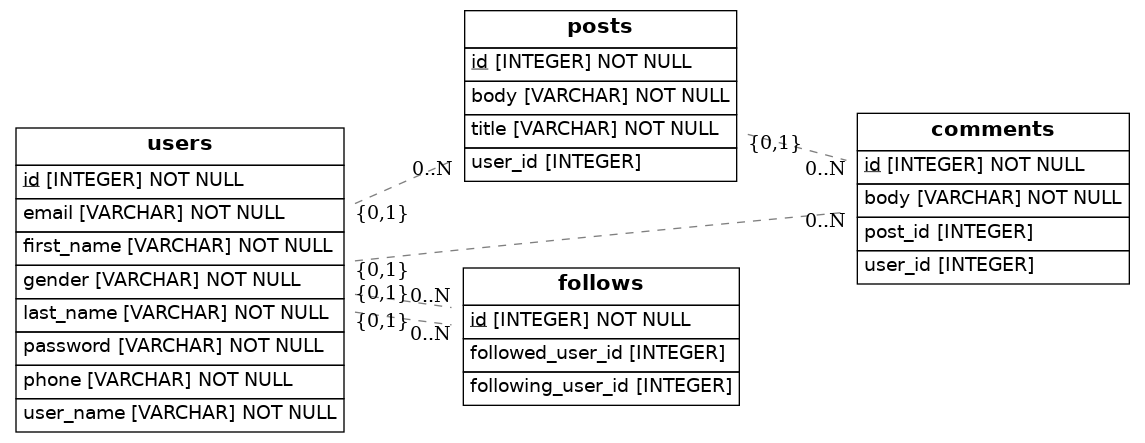 posts
id [INTEGER] NOT NULL
body [VARCHAR] NOT NULL
title [VARCHAR] NOT NULL
user_id [INTEGER]
users
id [INTEGER] NOT NULL
email [VARCHAR] NOT NULL
first_name [VARCHAR] NOT NULL
gender [VARCHAR] NOT NULL
last_name [VARCHAR] NOT NULL
password [VARCHAR] NOT NULL
phone [VARCHAR] NOT NULL
user_name [VARCHAR] NOT NULL
0..N
{0,1}
{0,1}
0..N
comments
id [INTEGER] NOT NULL
body [VARCHAR] NOT NULL
post_id [INTEGER]
user_id [INTEGER]
0..N
{0,1}
{0,1}
0..N
{0,1}
0..N
follows
id [INTEGER] NOT NULL
followed_user_id [INTEGER]
following_user_id [INTEGER]